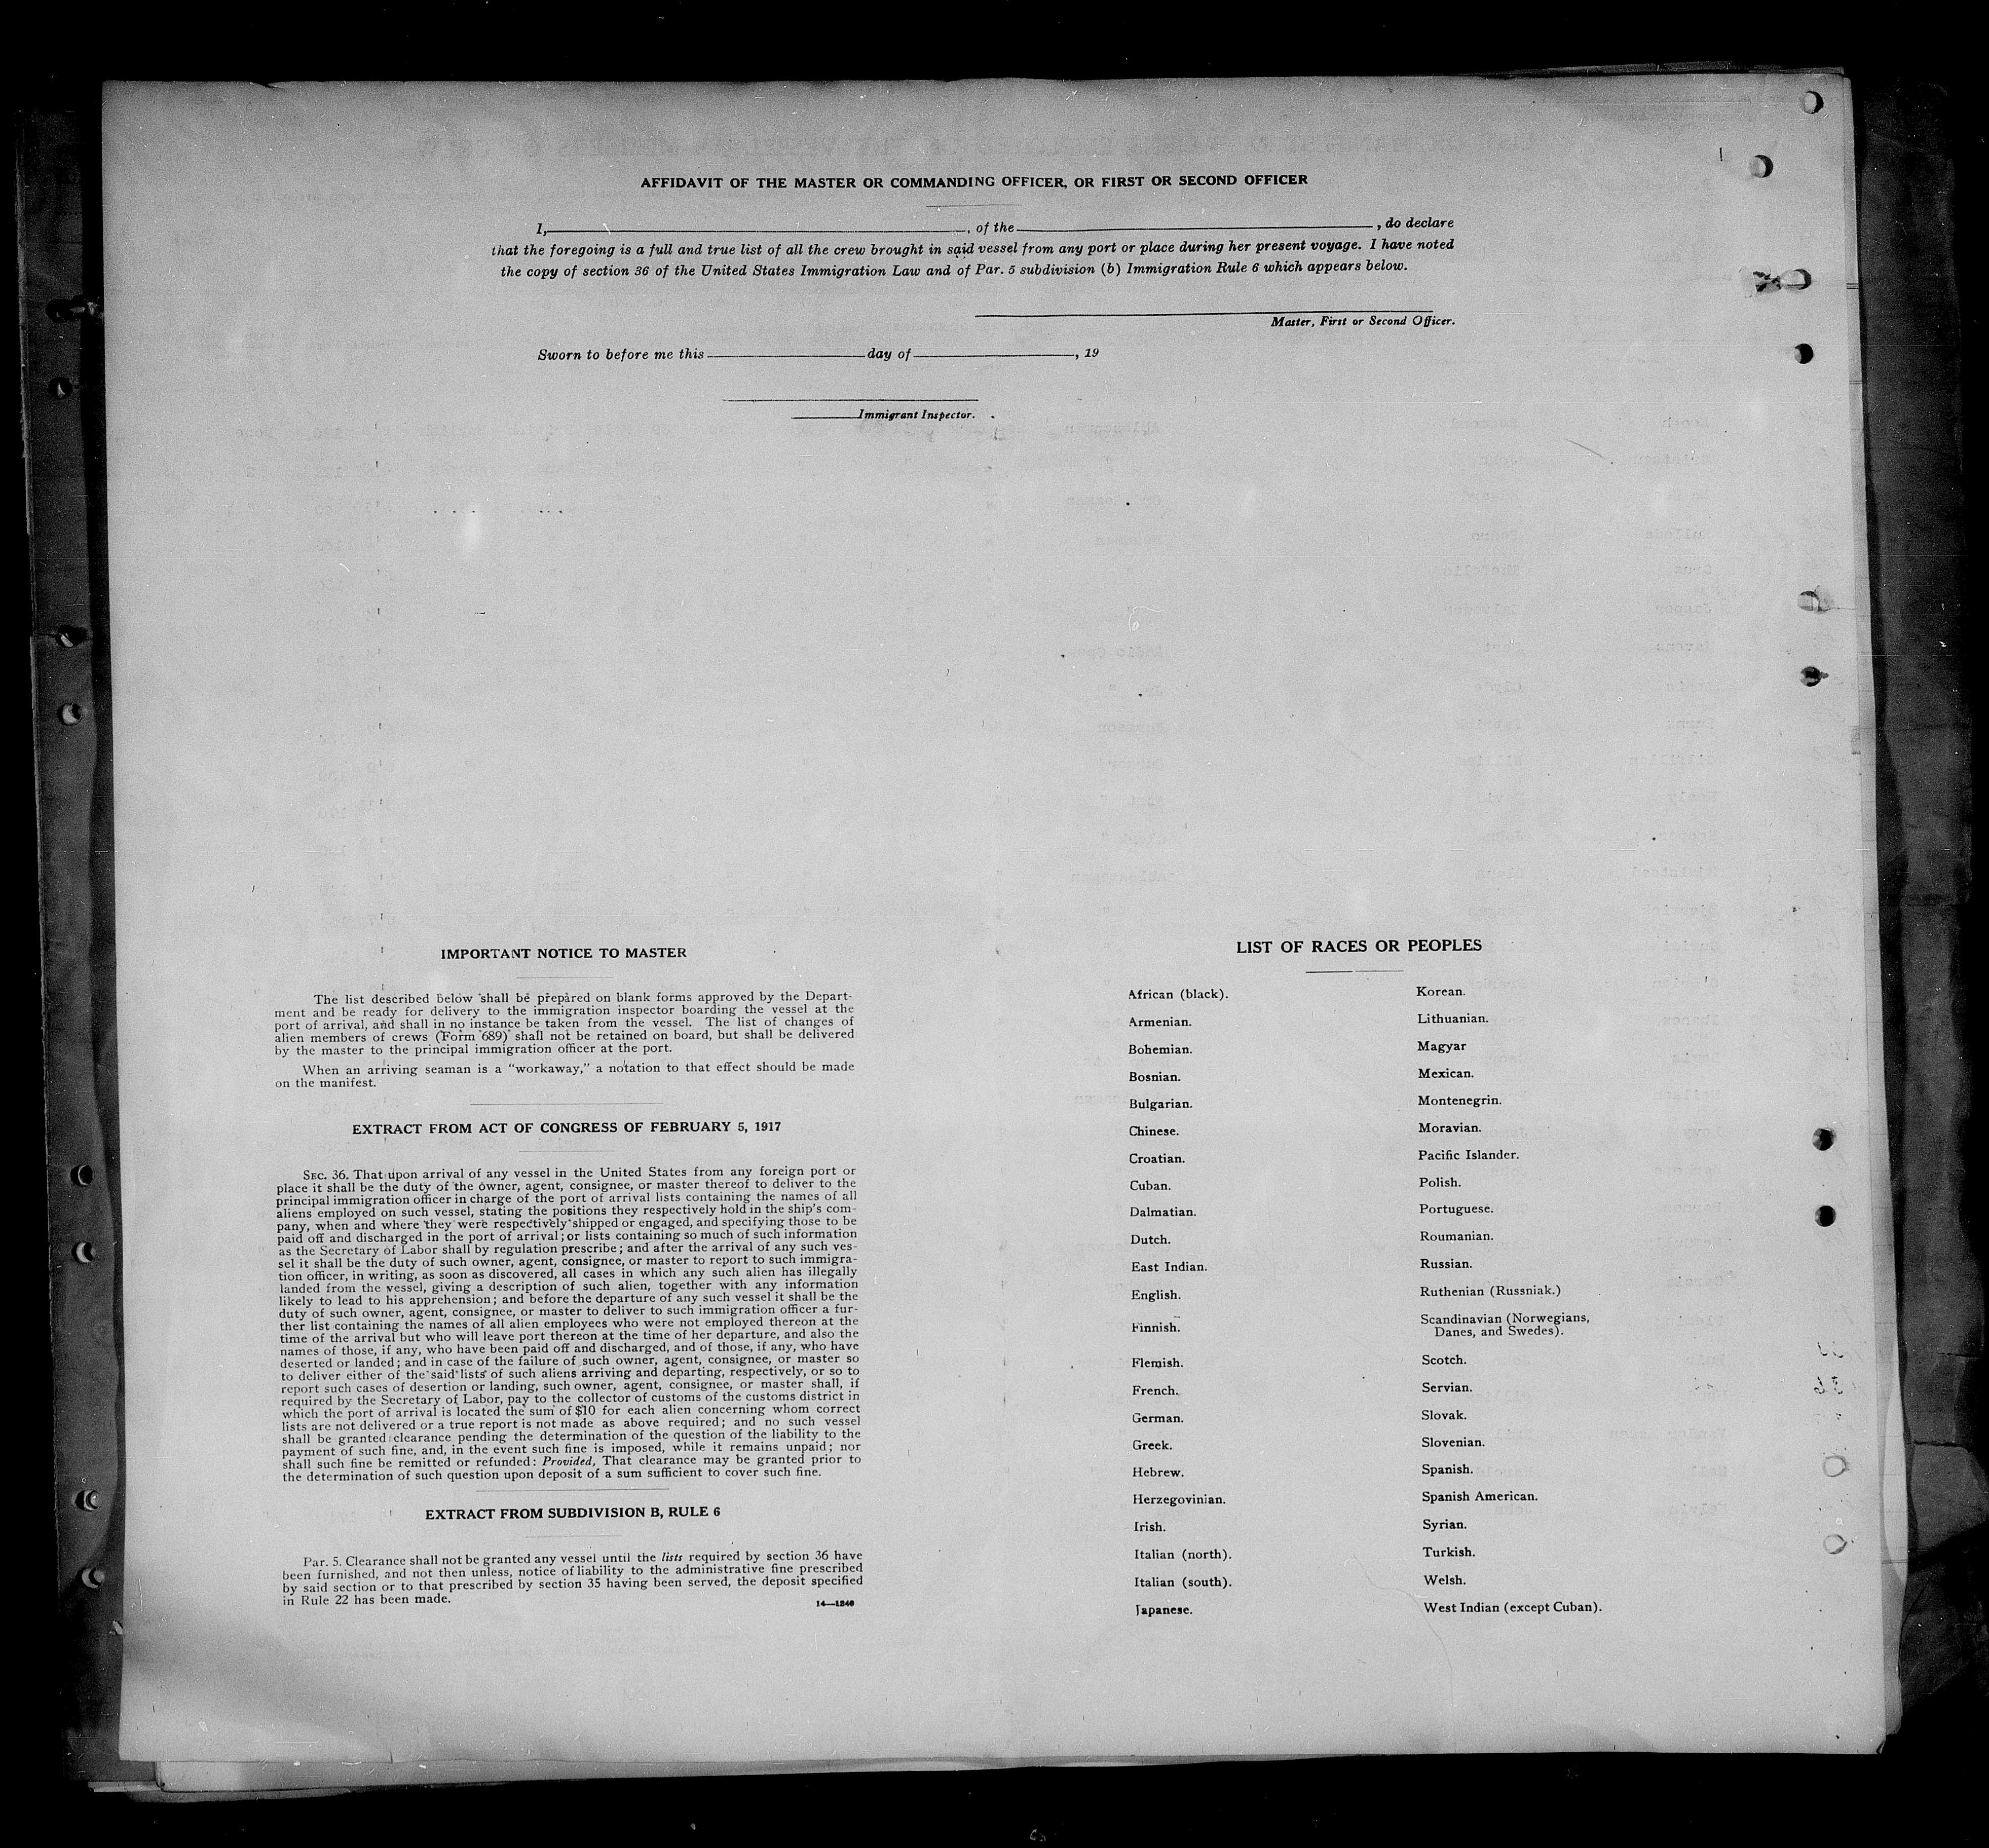 AFFIDAVIT OF THE MASTER OR COMMANDING OFFICER, OR FIRST OR SECOND OFFICER
I, , of the , do declare
that the foregoing is a full and true list of all the crew brought in said vessel from any port or place during her present voyage. I have noted
the copy of section 36 of the United States Immigration Law and of Par. 5 subdivision (b) Immigration Rule 6 which appears below.
Master, First or Second Officer.
Sworn to before me this day of , 19
Immigrant Inspector.
IMPORTANT NOTICE TO MASTER
The list described below shall be prepared on blank forms approved by the Depart-
ment and be ready for delivery to the immigration inspector boarding the vessel at the
port of arrival, and shall in no instance be taken from the vessel. The list of changes of
alien members of crews (Form 689) shall not be retained on board, but shall be delivered
by the master to the principal immigration officer at the port.
When an arriving seaman is a "workaway," a notation to that effect should be made
on the manifest.
EXTRACT FROM ACT OF CONGRESS OF FEBRUARY 5, 1917
SEC. 36. That upon arrival of any vessel in the United States from any foreign port or
place it shall be the duty of the owner, agent, consignee, or master thereof to deliver to the
principal immigration officer in charge of the port of arrival lists containing the names of all
aliens employed on such vessel, stating the positions they respectively hold in the ship's com-
pany, when and where they were respectively shipped or engaged, and specifying those to be
paid off and discharged in the port of arrival; or lists containing so much of such information
as the Secretary of Labor shall by regulation prescribe; and after the arrival of any such ves-
sel it shall be the duty of such owner, agent, consignee, or master to report to such immigra-
tion officer, in writing, as soon as discovered, all cases in which any such alien has illegally
landed from the vessel, giving a description of such alien, together with any information
likely to lead to his apprehension; and before the departure of any such vessel it shall be the
duty of such owner, agent, consignee, or master to deliver to such immigration officer a fur-
ther list containing the names of all alien employees who were not employed thereon at the
time of the arrival but who will leave port thereon at the time of her departure, and also the
names of those, if any, who have been paid off and discharged, and of those, if any, who have
deserted or landed; and in case of the failure of such owner, agent, consignee, or master so
to deliver either of the said lists of such aliens arriving and departing, respectively, or so to
report such cases of desertion or landing, such owner, agent, consignee, or master shall, if
required by the Secretary of Labor, pay to the collector of customs of the customs district in
which the port of arrival is located the sum of $10 for each alien concerning whom correct
lists are not delivered or a true report is not made as above required; and no such vessel
shall be granted clearance pending the determination of the question of the liability to the
payment of such fine, and, in the event such fine is imposed, while it remains unpaid; nor
shall such fine be remitted or refunded: Provided, That clearance may be granted prior to
the determination of such question upon deposit of a sum sufficient to cover such fine.
EXTRACT FROM SUBDIVISION B, RULE 6
Par. 5. Clearance shall not be granted any vessel until the lists required by section 36 have
been furnished, and not then unless, notice of liability to the administrative fine prescribed
by said section or to that prescribed by section 35 having been served, the deposit specified
in Rule 22 has been made.
14—1240
LIST OF RACES OR PEOPLES
African (black).
Armenian.
Bohemian.
Bosnian.
Bulgarian.
Chinese.
Croatian.
Cuban.
Dalmatian.
Dutch.
East Indian.
English.
Finnish.
Flemish.
French.
German.
Greek.
Hebrew.
Herzegovinian.
Irish.
Italian (north).
Italian (south).
Japanese.
Korean.
Lithuanian.
Magyar
Mexican.
Montenegrin.
Moravian.
Pacific Islander.
Polish.
Portuguese.
Roumanian.
Russian.
Ruthenian (Russniak.)
Scandinavian (Norwegians,
Danes, and Swedes).
Scotch.
Servian.
Slovak.
Slovenian.
Spanish.
Spanish American.
Syrian.
Turkish.
Welsh.
West Indian (except Cuban).